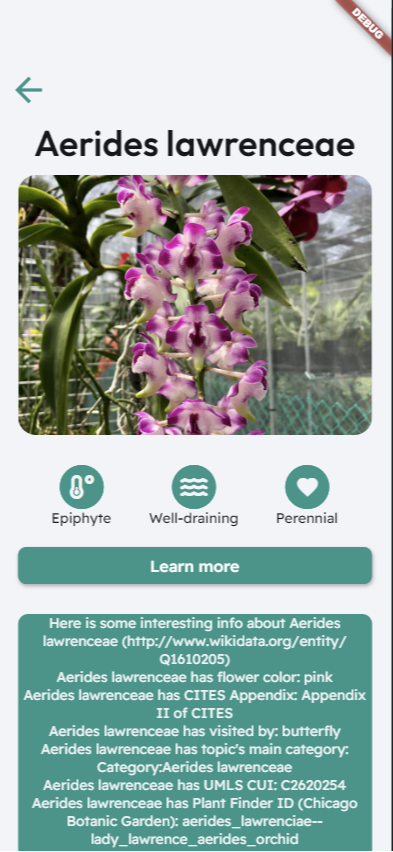 DEBUG
Aerides lawrenceae
Epiphyte
Well-draining
Perennial
Learn more
Here is some interesting info about Aerides
lawrenceae (http://www.wikidata.org/entity/
Q1610205)
Aerides lawrenceae has flower color: pink
Aerides lawrenceae has CITES Appendix: Appendix
II of CITES
Aerides lawrenceae has visited by: butterfly
Aerides lawrenceae has topic's main category:
Category:Aerides lawrenceae
Aerides lawrenceae has UMLS CUI: C2620254
Aerides lawrenceae has Plant Finder ID (Chicago
Botanic Garden): aerides_lawrenciae--
lady_lawrence_aerides_orchid